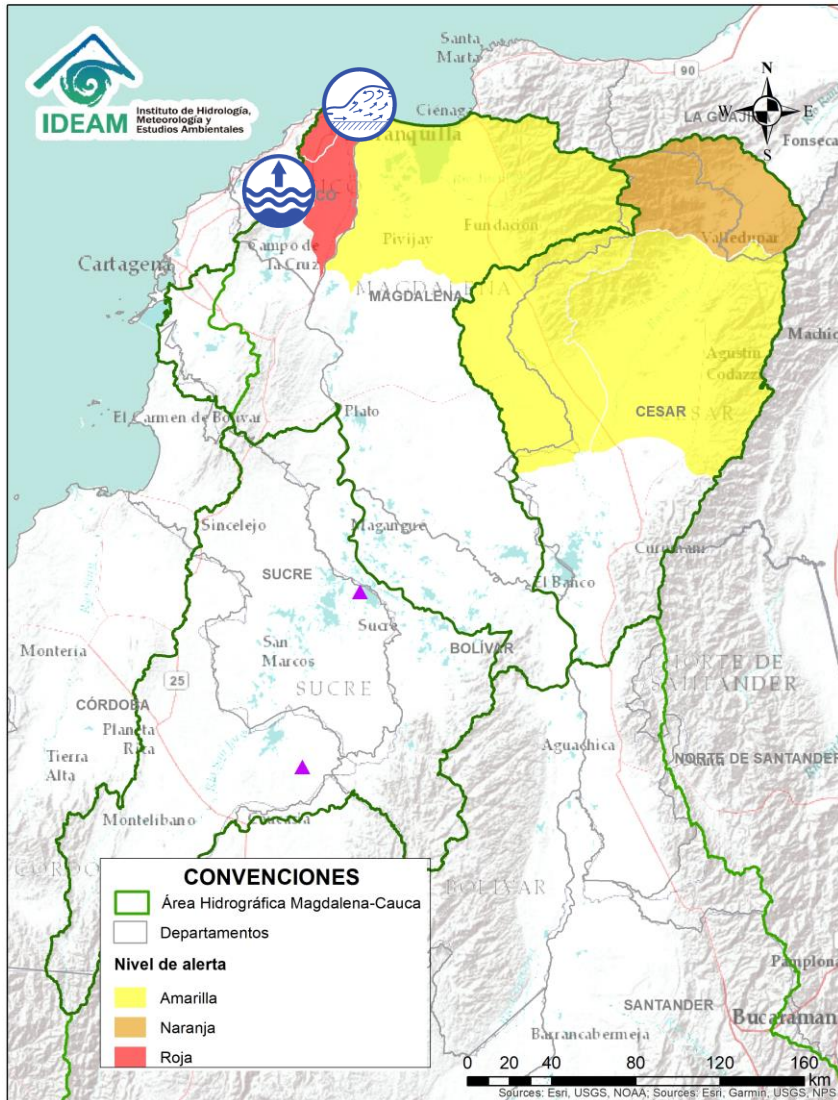 IDEAM
Instituto de Hidrología,
Meteorología y
Estudios Ambientales
Santa
Marta
90
N
W
E
S
Ciénaga
LA GUAJI
Fonseca
Cartagena
Campo de
La Cruz
Pivijay
Fundación
Valledupar
MAGDALENA
Agustín
Codazzi
CESAR
El Carmen de Bolívar
Plato
Sincelejo
Magangué
Curumaní
SUCRE
El Banco
Sucre
San
Marcos
BOLÍVAR
SUCRE
Montería
25
CÓRDOBA
Planeta
Rica
Tierra
Alta
NORTE DE
SANTANDER
Aguachica
NORTE DE SANTANDER
Montelibano
BOLÍVAR
CONVENCIONES
Área Hidrográfica Magdalena-Cauca
Departamentos
Nivel de alerta
Amarilla
Naranja
Roja
Pamplona
SANTANDER
Bucaraman
Barrancabermeja
0 20 40 80 120 160
km
Sources: Esri, USGS, NOAA; Sources: Esri, Garmin, USGS, NPS